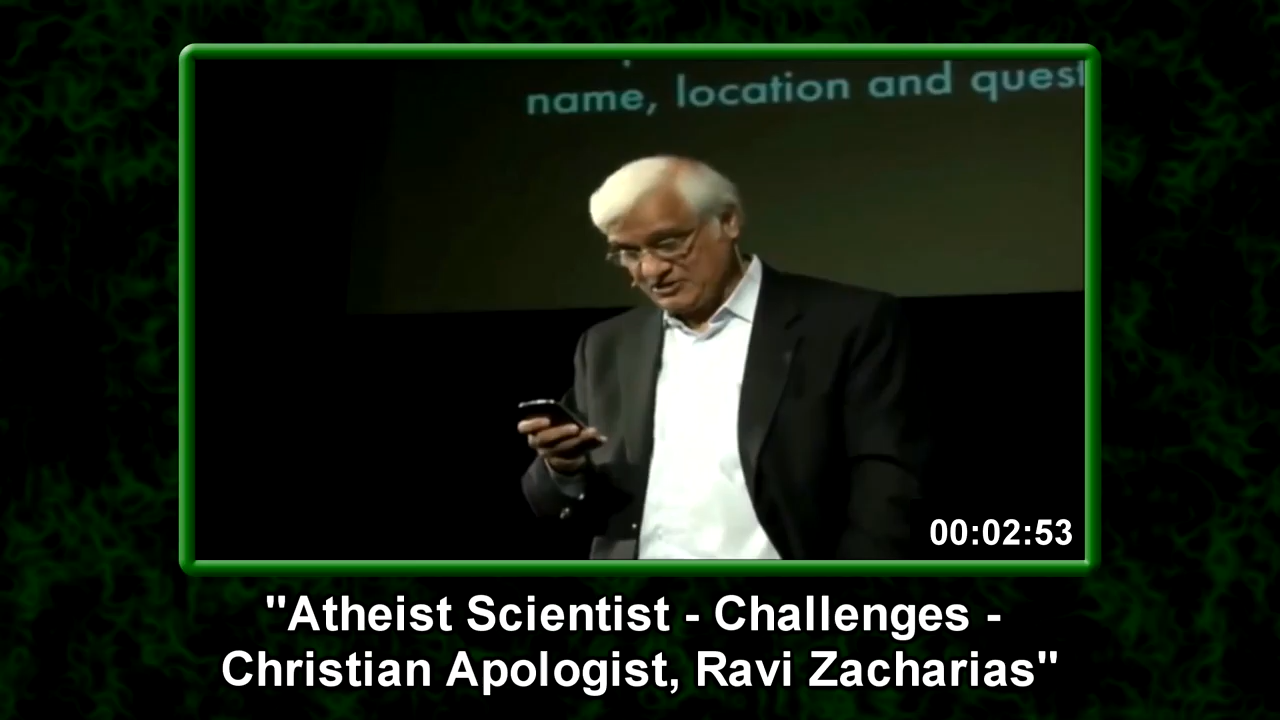 name, location and quest
00:02:53
"Atheist Scientist - Challenges -
Christian Apologist, Ravi Zacharias"